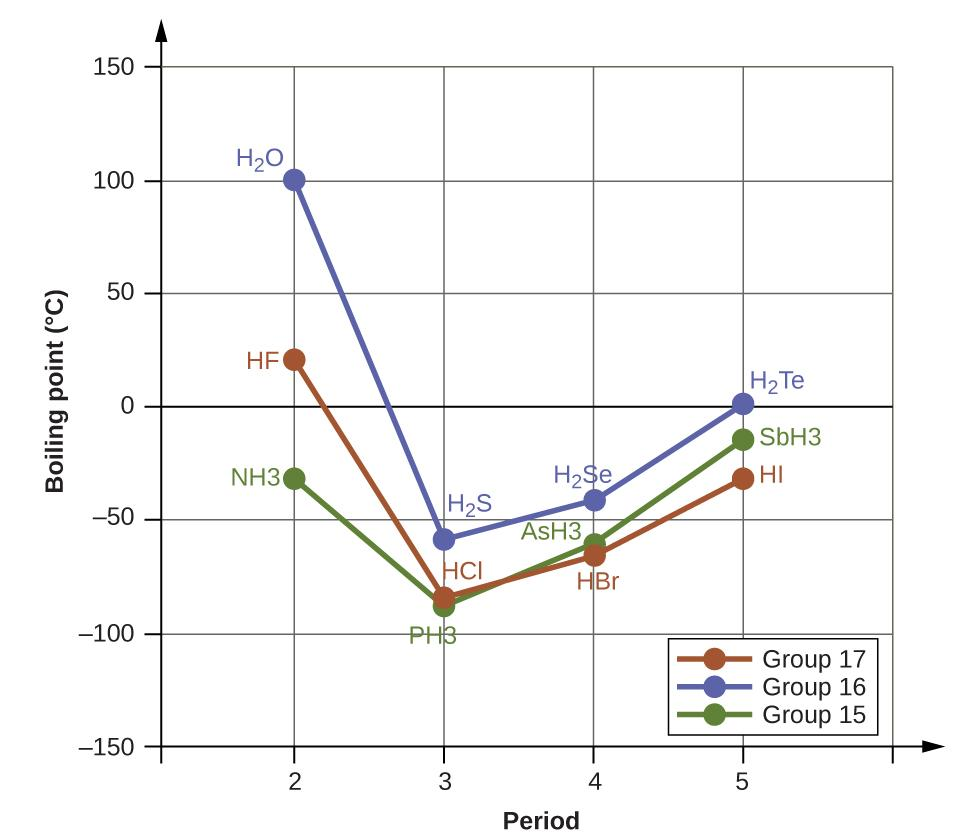 150
H₂O
100
50
Boiling point (°C)
HF
H₂Te
0
SbH3
NH3
H₂Se
HI
H₂S
–50
AsH3
HCl
HBr
–100
PH3
Group 17
Group 16
Group 15
–150
2 3 4 5
Period